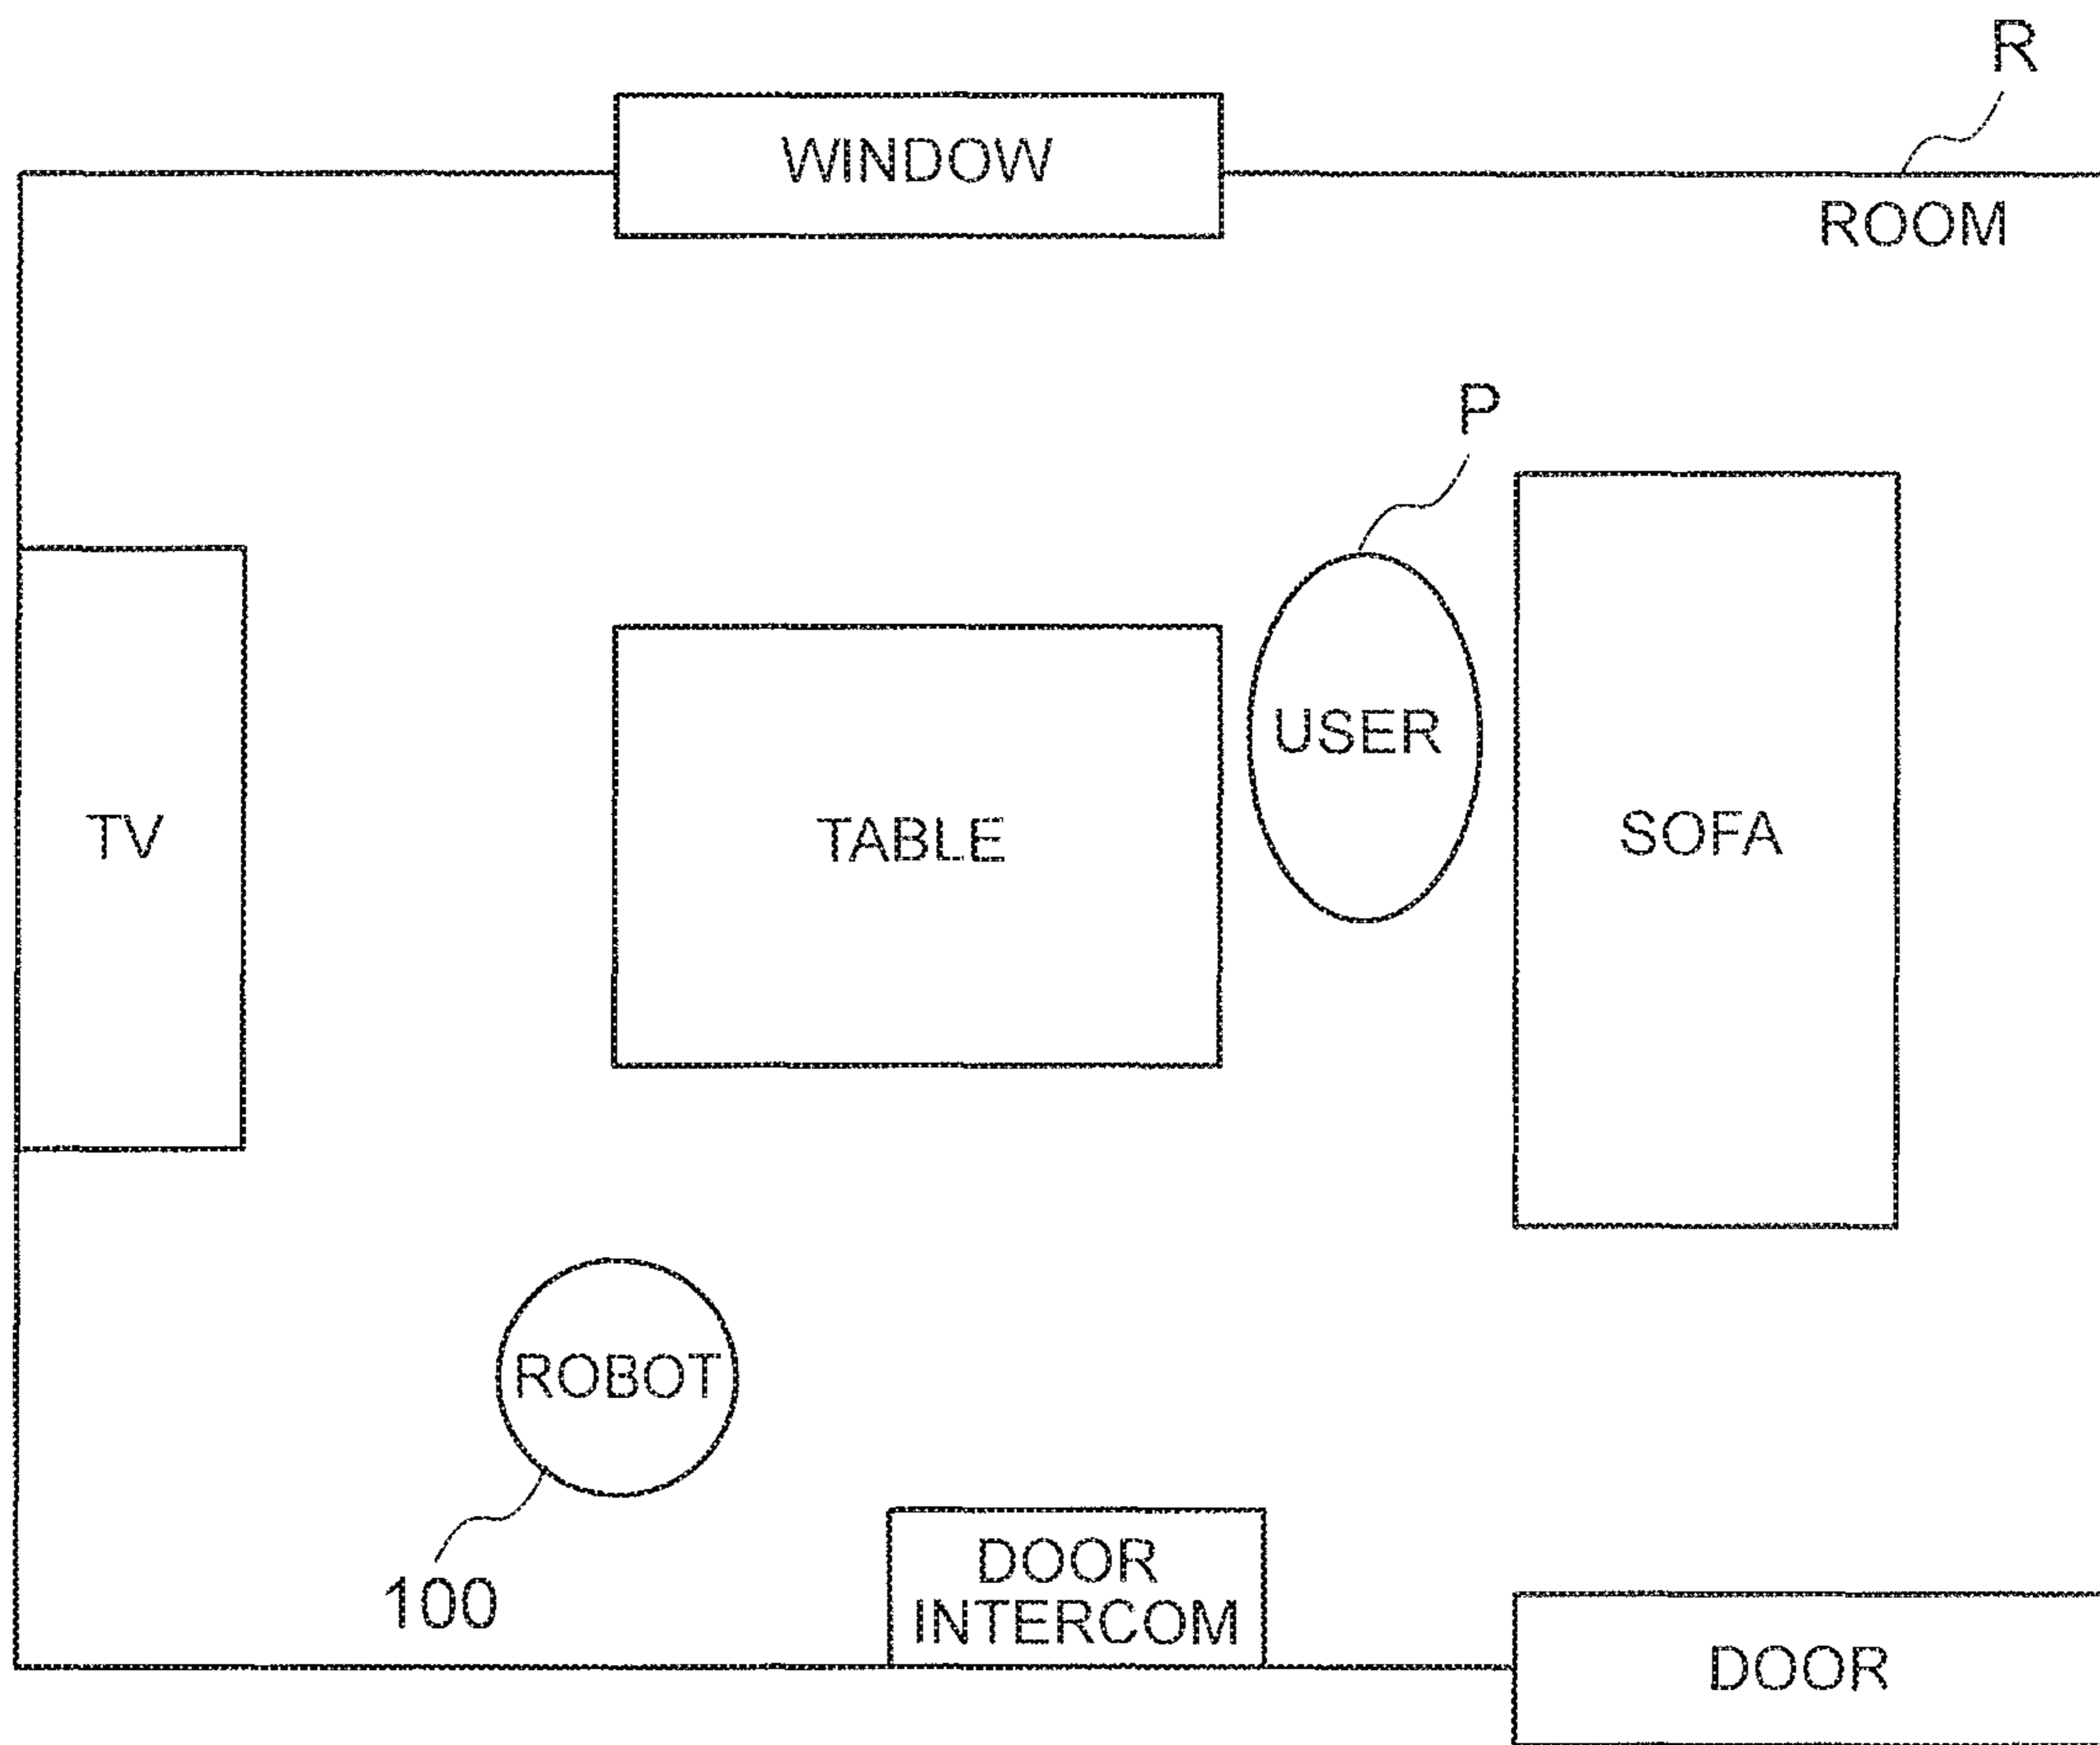 R
WINDOW
ROOM
P
USER
TV
TABLE
SOFA
ROBOT
100
DOOR
INTERCOM
DOOR